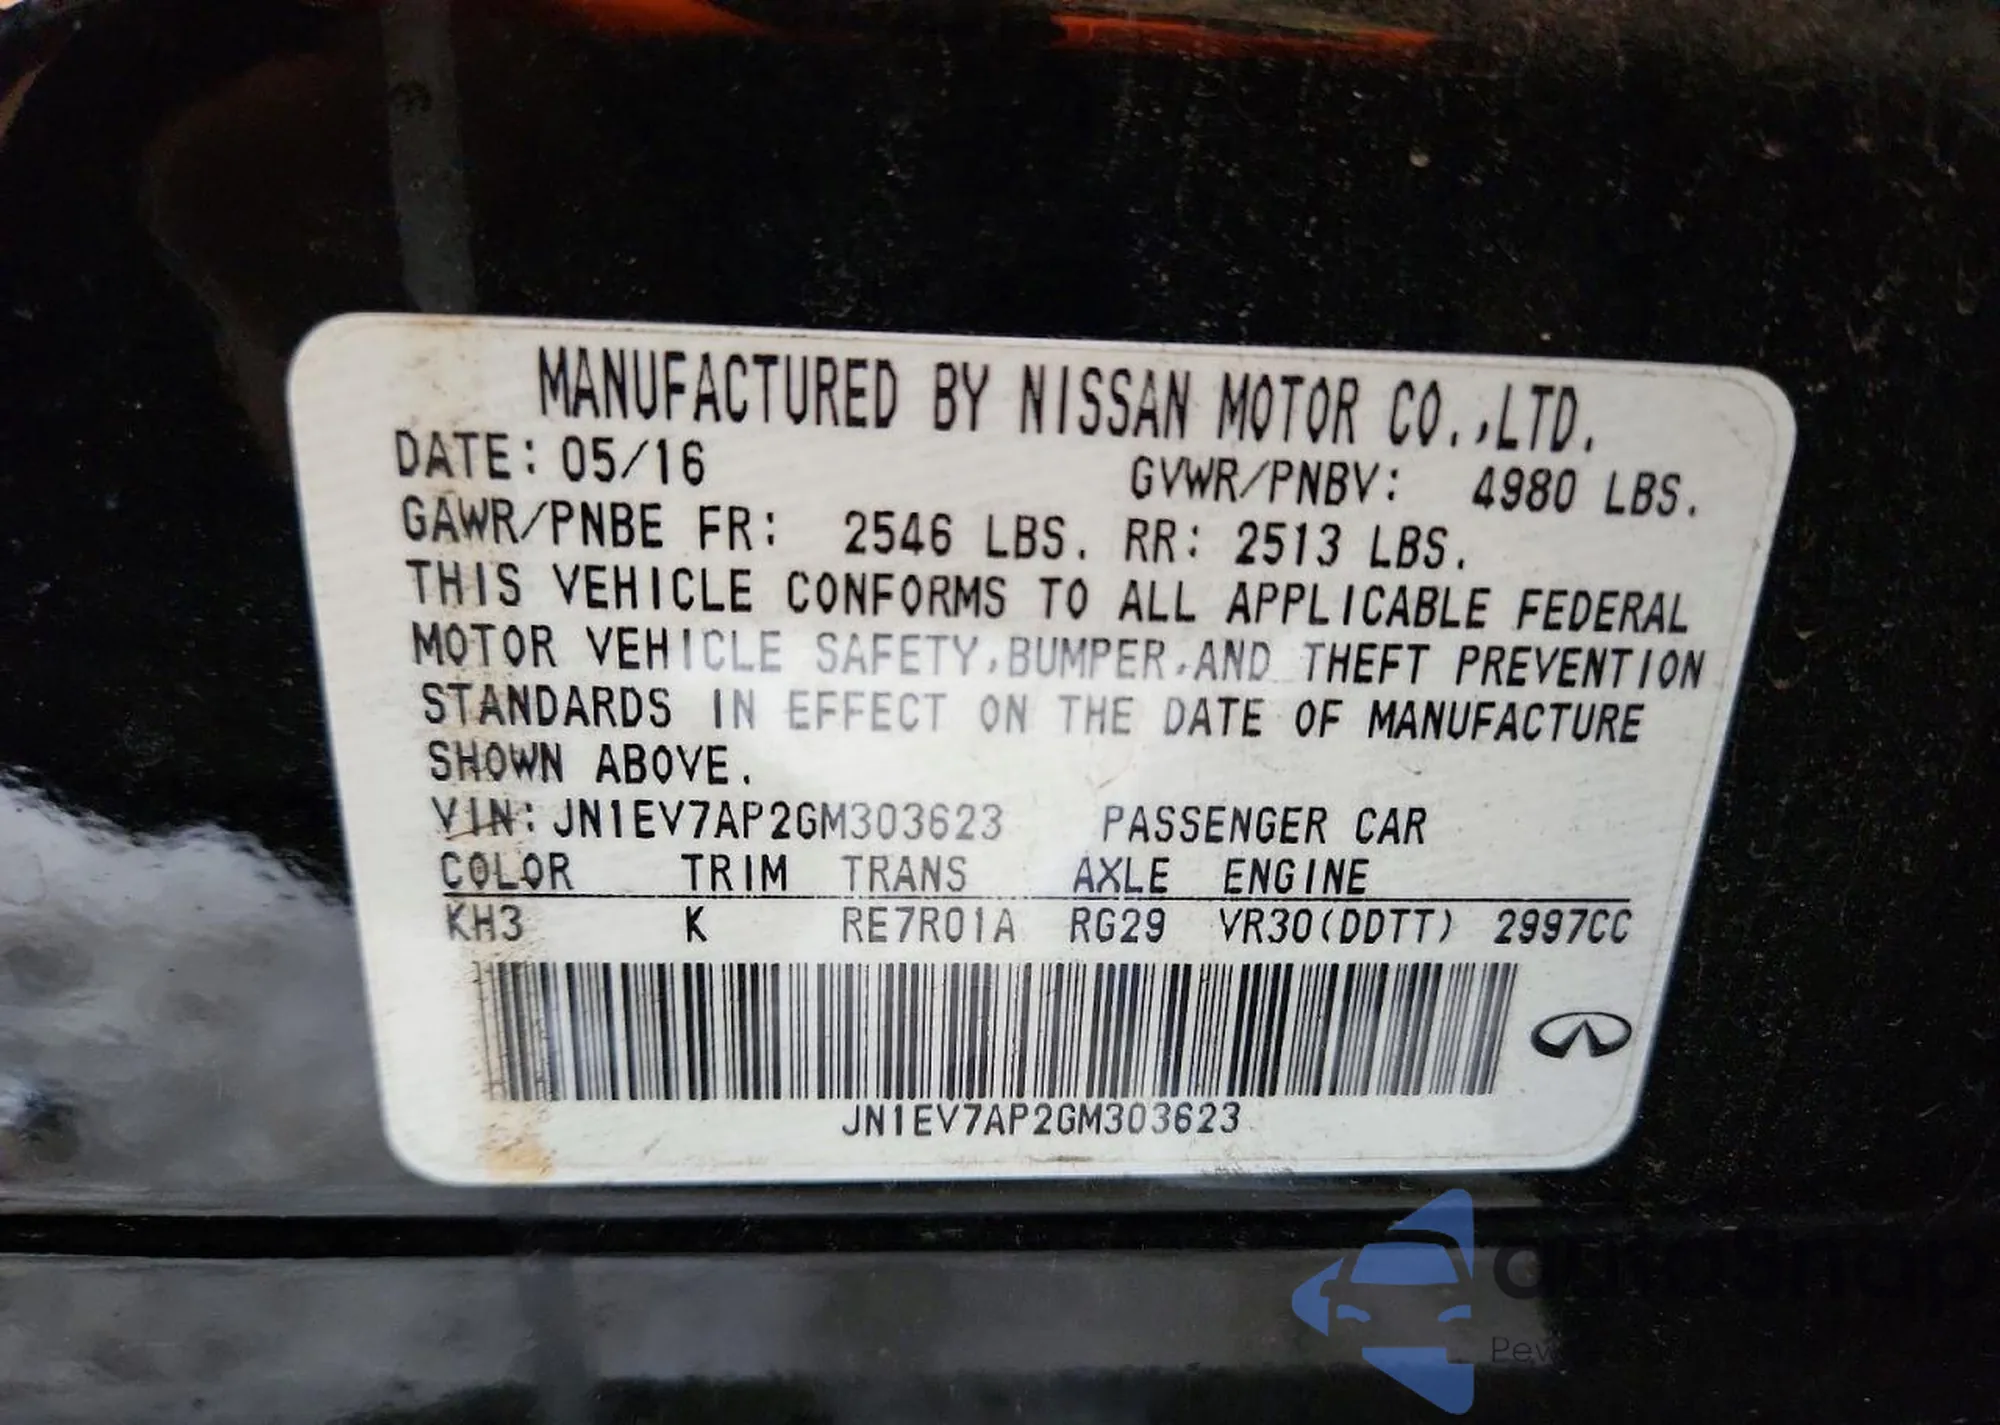 MANUFACTURED BY NISSAN MOTOR CO.,LTD.
DATE: 05/16 GVWR/PNBV: 4980 LBS.
GAWR/PNBE FR: 2546 LBS. RR: 2513 LBS.
THIS VEHICLE CONFORMS TO ALL APPLICABLE FEDERAL
MOTOR VEHICLE SAFETY,BUMPER,AND THEFT PREVENTION
STANDARDS IN EFFECT ON THE DATE OF MANUFACTURE
SHOWN ABOVE.
VIN: JN1EV7AP2GM303623 PASSENGER CAR
COLOR TRIM TRANS AXLE ENGINE
KH3 K RE7R01A RG29 VR30(DDTT) 2997CC
JN1EV7AP2GM303623